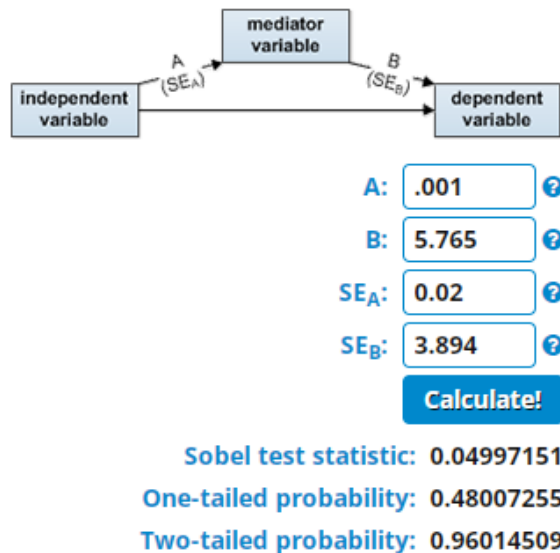 mediator
variable
A
(SEA)
B
(SEB)
independent
variable
dependent
variable
A: .001 ?
B: 5.765 ?
SEA: 0.02 ?
SEB: 3.894 ?
Calculate!
Sobel test statistic: 0.04997151
One-tailed probability: 0.48007255
Two-tailed probability: 0.96014509